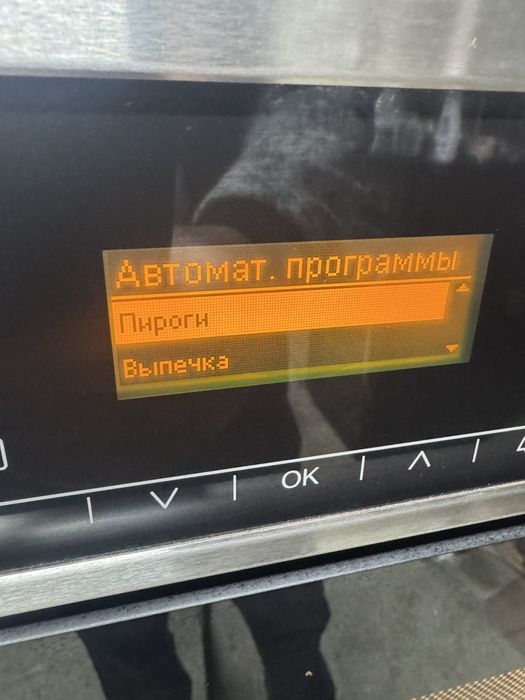 Автомат. программы
Пироги
Выпечка
OK